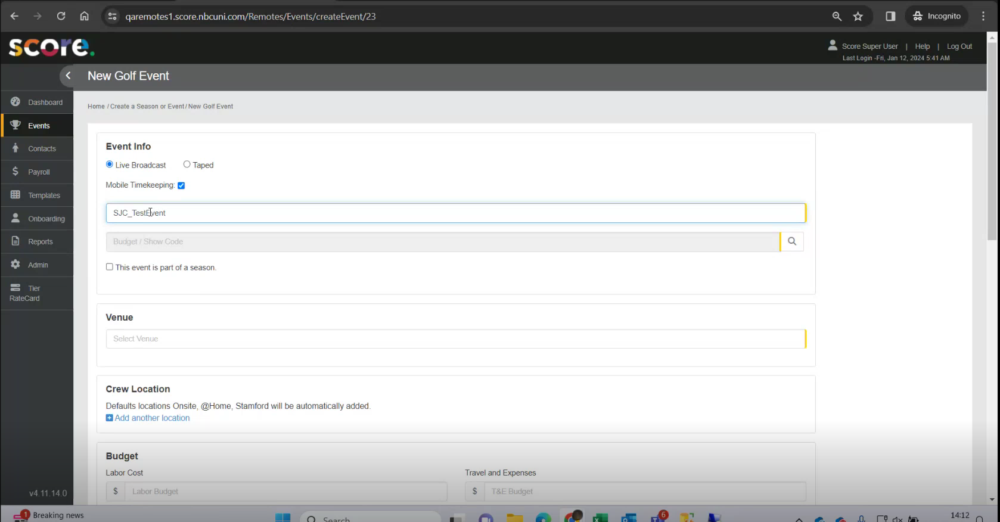 qaremotes1.score.nbcuni.com/Remotes/Events/createEvent/23
Incognito
score.
Score Super User | Help | Log Out
Last Login -Fri, Jan 12, 2024 5:41 AM
New Golf Event
Home / Create a Season or Event / New Golf Event
Dashboard
Events
Contacts
Payroll
Templates
Onboarding
Reports
Admin
Tier
RateCard
v4.11.14.0
Event Info
Live Broadcast Taped
Mobile Timekeeping:
SJC_TestEvent
Budget / Show Code
This event is part of a season.
Venue
Select Venue
Crew Location
Defaults locations Onsite, @Home, Stamford will be automatically added.
Add another location
Budget
Labor Cost Travel and Expenses
$ Labor Budget $ T&E Budget
1 Breaking news
Search
6
14:12